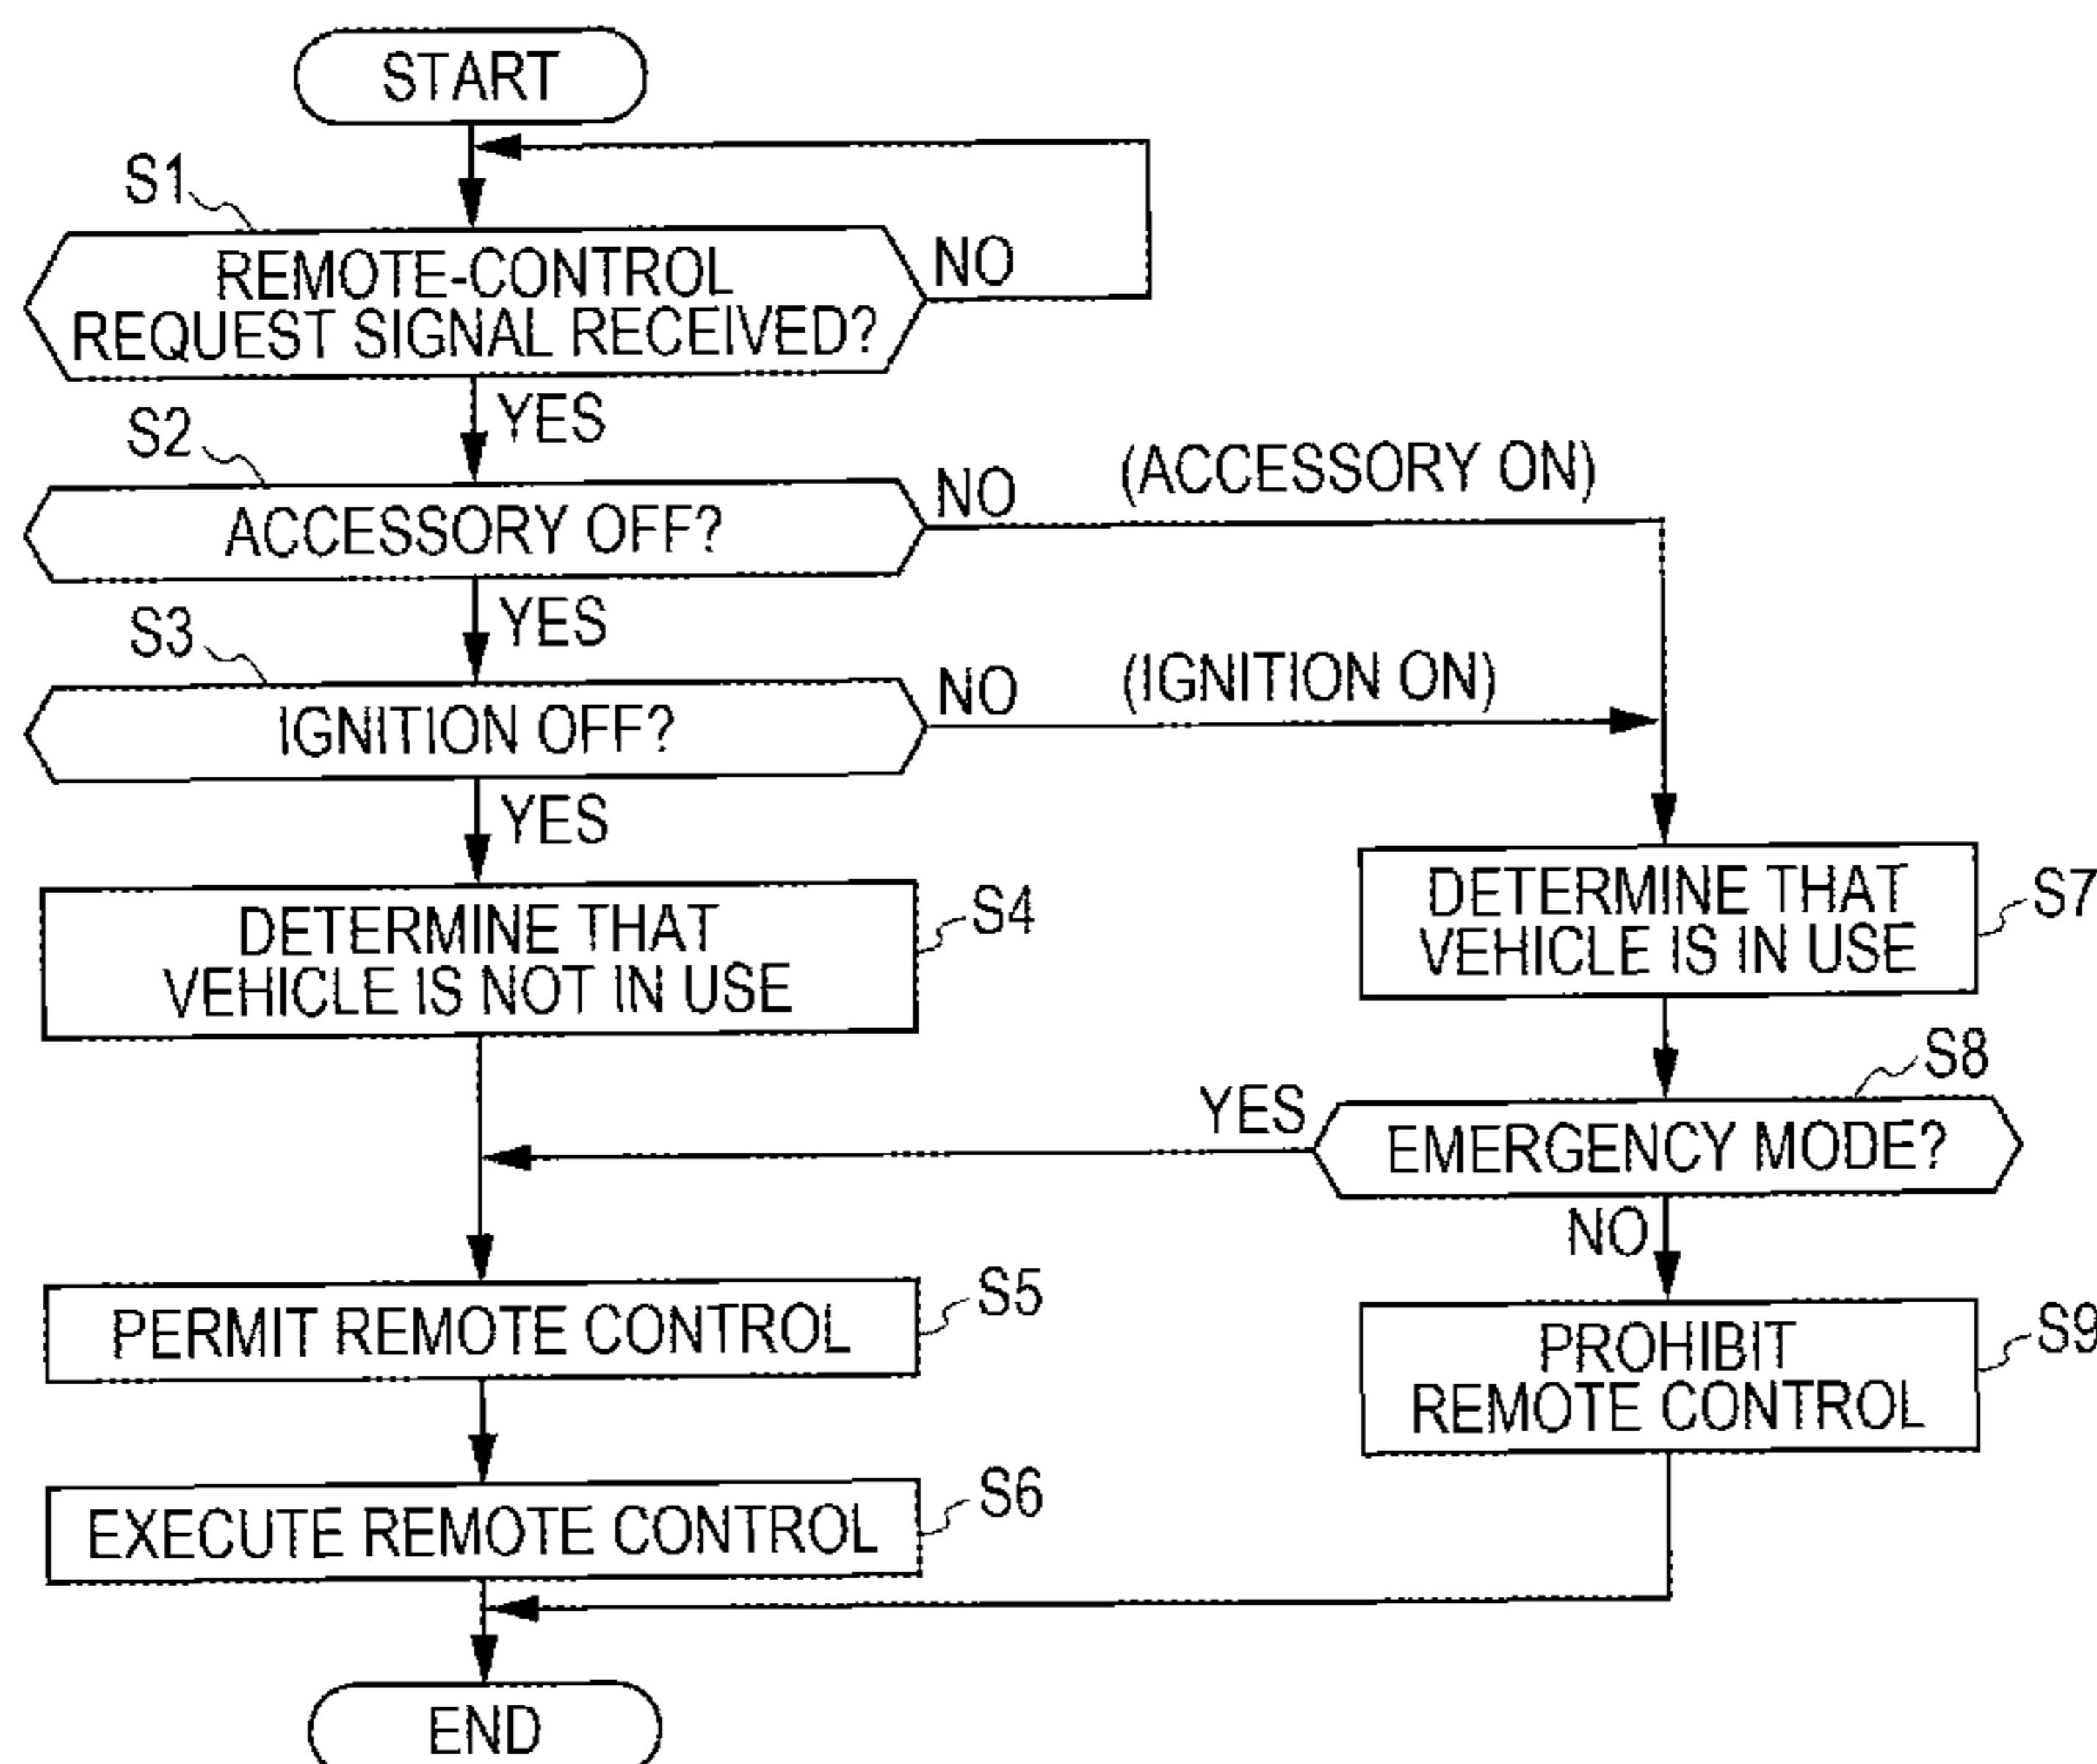 START
S1
REMOTE-CONTROL
REQUEST SIGNAL RECEIVED?
NO
YES
S2
ACCESSORY OFF?
NO
(ACCESSORY ON)
YES
S3
IGNITION OFF?
NO
(IGNITION ON)
YES
DETERMINE THAT
VEHICLE IS NOT IN USE
S4
DETERMINE THAT
VEHICLE IS IN USE
S7
S8
EMERGENCY MODE?
YES
NO
PERMIT REMOTE CONTROL
S5
PROHIBIT
REMOTE CONTROL
S9
EXECUTE REMOTE CONTROL
S6
END